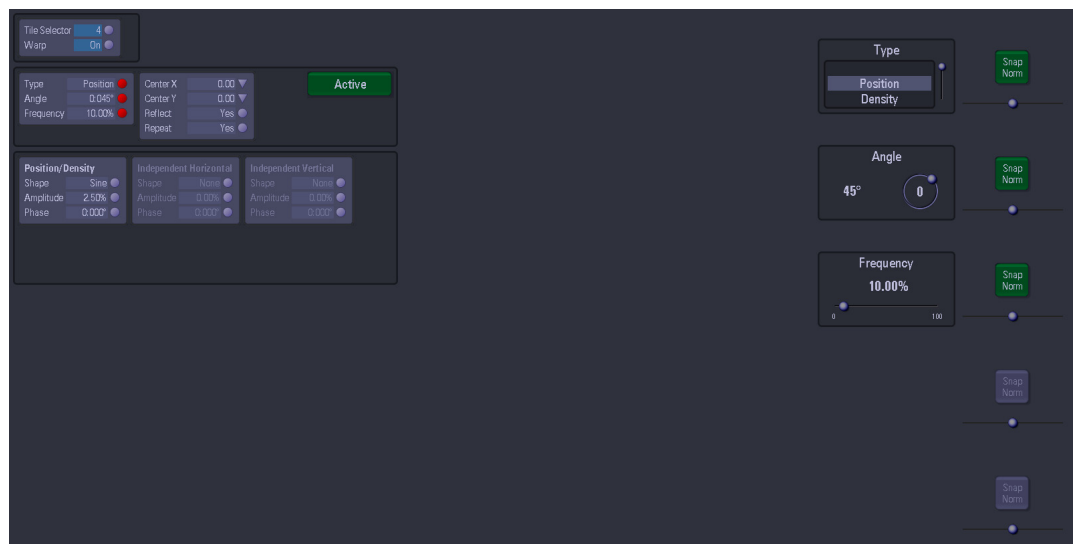 Tile Selector 4
Warp On
Type Position
Angle 0:045°
Frequency 10.00%
Center X 0.00
Center Y 0.00
Reflect Yes
Repeat Yes
Active
Position/Density
Shape Sine
Amplitude 2.50%
Phase 0:000°
Independent Horizontal
Shape None
Amplitude 0.00%
Phase 0:000°
Independent Vertical
Shape None
Amplitude 0.00%
Phase 0:000°
Type
Position
Density
Snap
Norm
Angle
45° 0
Snap
Norm
Frequency
10.00%
0 100
Snap
Norm
Snap
Norm
Snap
Norm